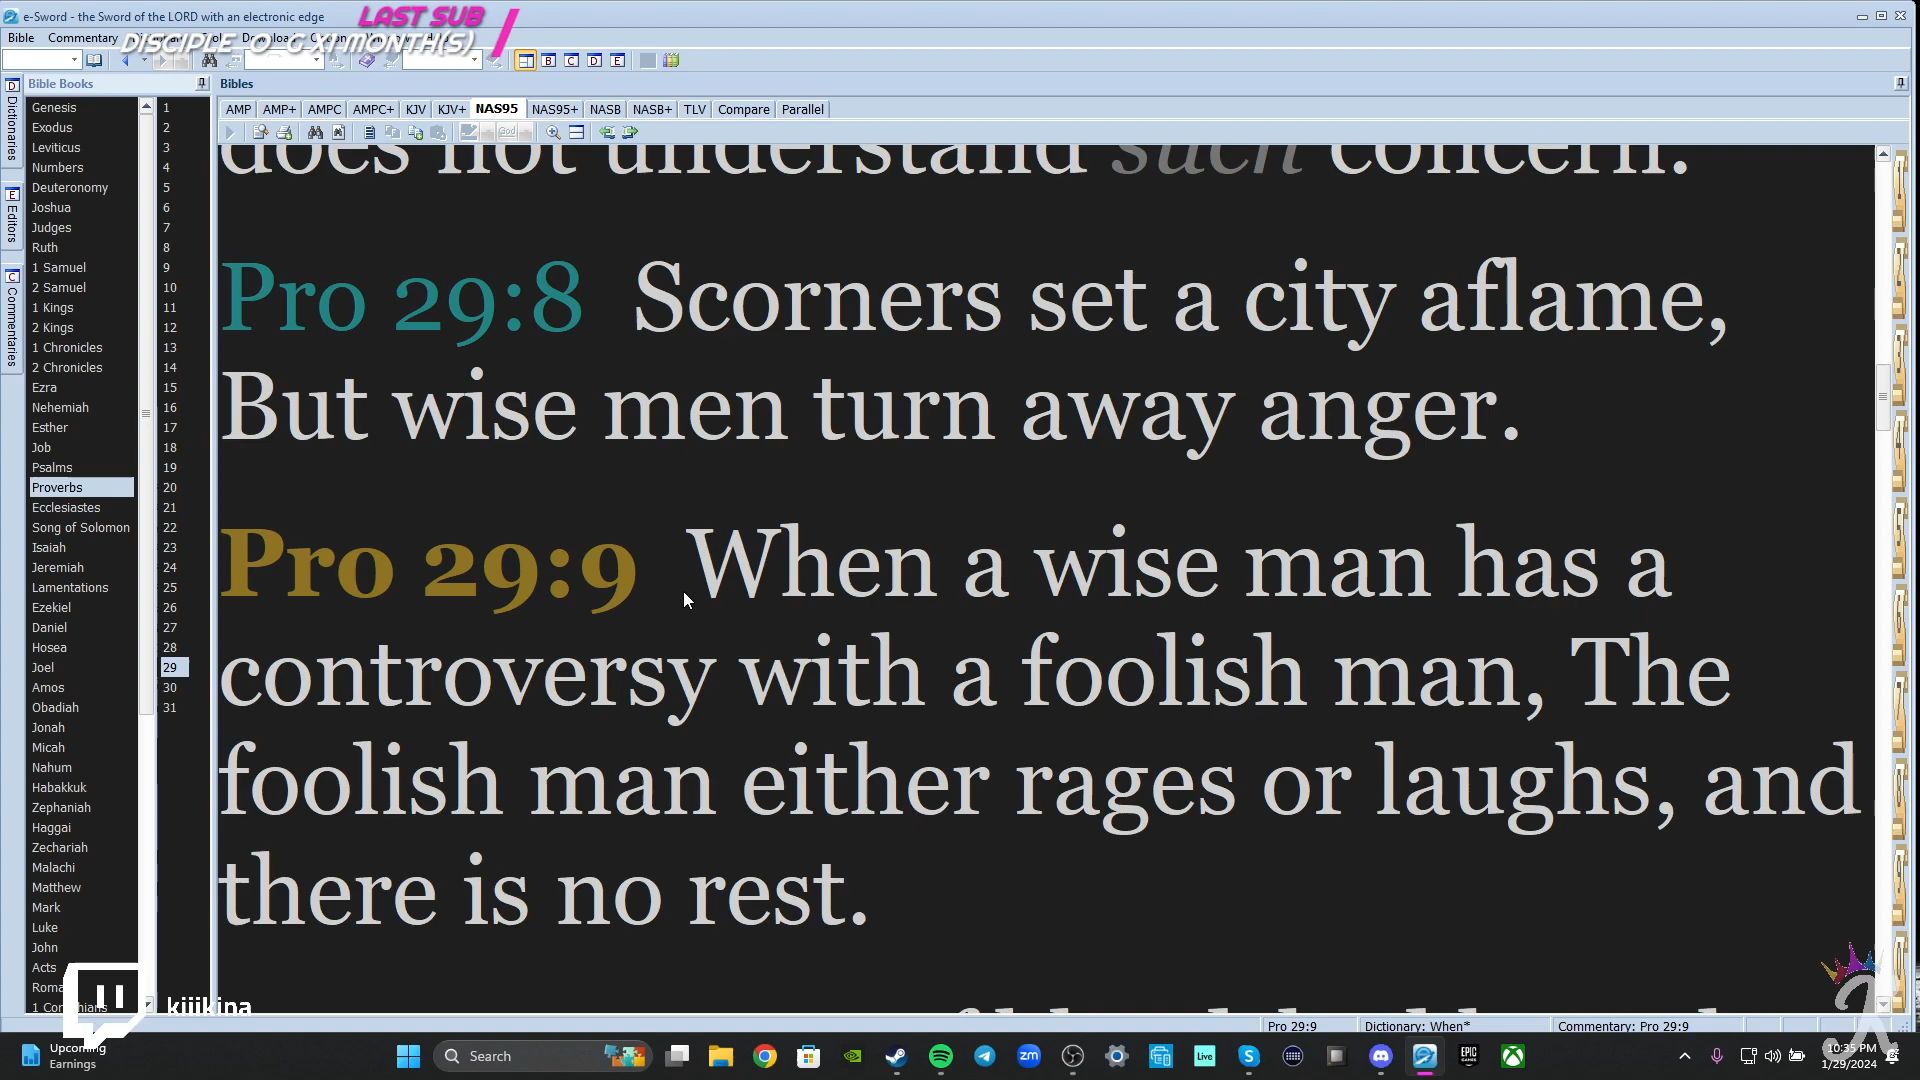 e-Sword - the Sword of the LORD with an electronic edge
LAST SUB
DISCIPLE_O_G X1 MONTH(S)
Bible Commentary
B C D E
Bible Books
Bibles
AMP AMP+ AMPC AMPC+ KJV KJV+ NAS95 NAS95+ NASB NASB+ TLV Compare Parallel
D Dictionaries
E Editors
C Commentaries
Genesis
Exodus
Leviticus
Numbers
Deuteronomy
Joshua
Judges
Ruth
1 Samuel
2 Samuel
1 Kings
2 Kings
1 Chronicles
2 Chronicles
Ezra
Nehemiah
Esther
Job
Psalms
Proverbs
Ecclesiastes
Song of Solomon
Isaiah
Jeremiah
Lamentations
Ezekiel
Daniel
Hosea
Joel
Amos
Obadiah
Jonah
Micah
Nahum
Habakkuk
Zephaniah
Haggai
Zechariah
Malachi
Matthew
Mark
Luke
John
Acts
1
2
3
4
5
6
7
8
9
10
11
12
13
14
15
16
17
18
19
20
21
22
23
24
25
26
27
28
29
30
31
does not understand such concern.
Pro 29:8 Scorners set a city aflame,
But wise men turn away anger.
Pro 29:9 When a wise man has a
controversy with a foolish man, The
foolish man either rages or laughs, and
there is no rest.
kiiikina
Pro 29:9 Dictionary: When* Commentary: Pro 29:9
Upcoming
Earnings
Search
zm
Live
EPIC
GAMES
10:35 PM
1/29/2024